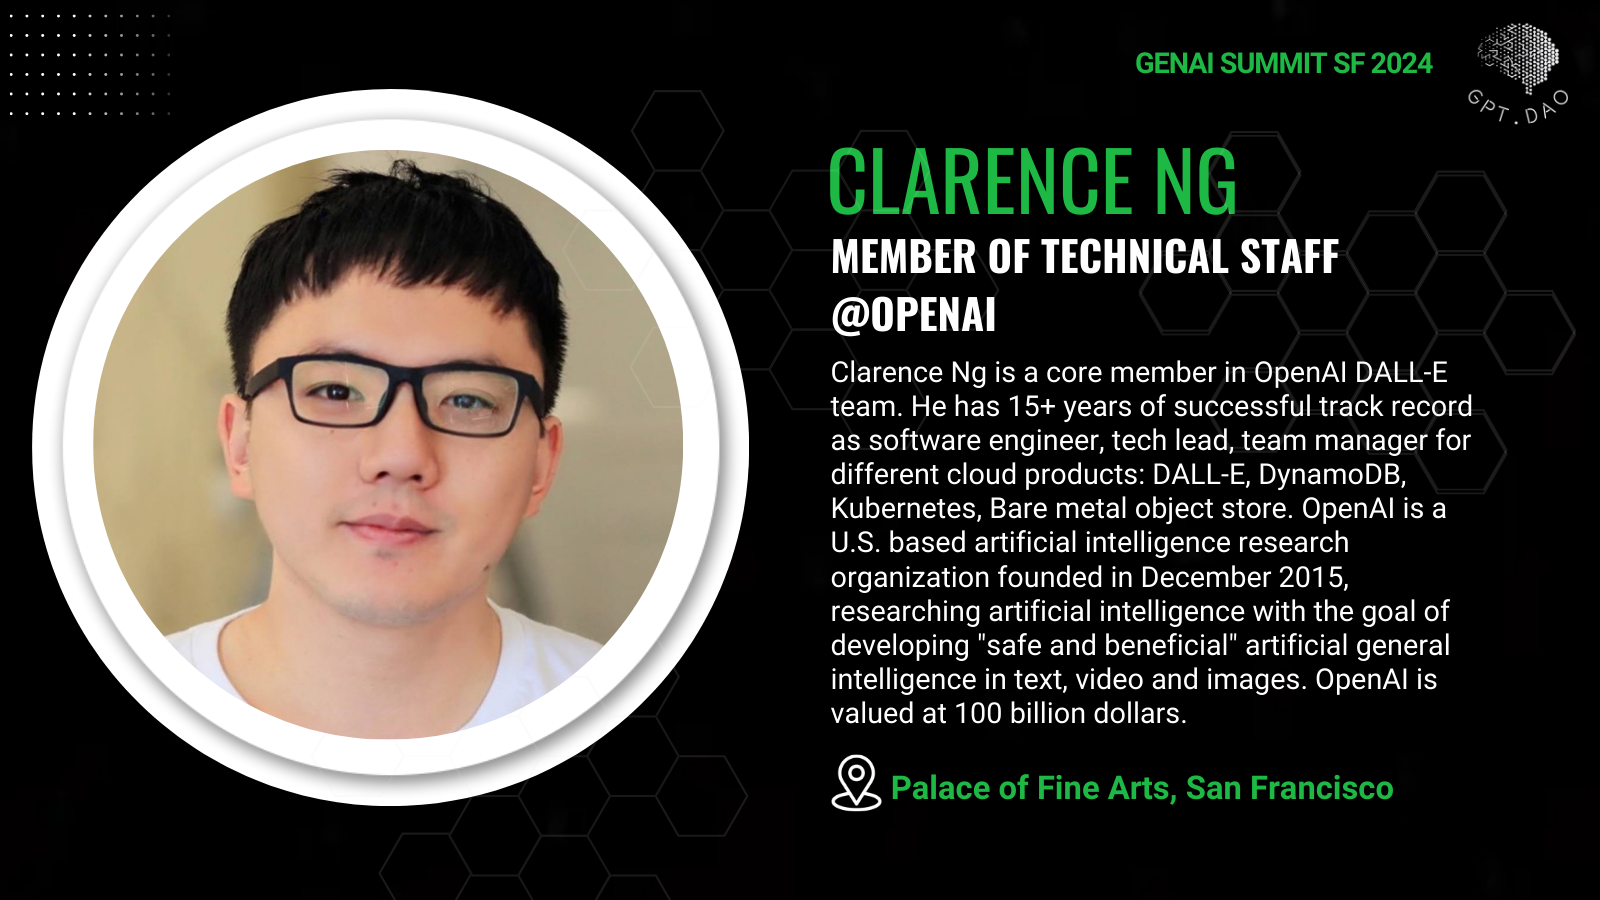 GENAI SUMMIT SF 2024
GPT.DAO
CLARENCE NG
MEMBER OF TECHNICAL STAFF
@OPENAI
Clarence Ng is a core member in OpenAI DALL-E
team. He has 15+ years of successful track record
as software engineer, tech lead, team manager for
different cloud products: DALL-E, DynamoDB,
Kubernetes, Bare metal object store. OpenAI is a
U.S. based artificial intelligence research
organization founded in December 2015,
researching artificial intelligence with the goal of
developing "safe and beneficial" artificial general
intelligence in text, video and images. OpenAI is
valued at 100 billion dollars.
Palace of Fine Arts, San Francisco